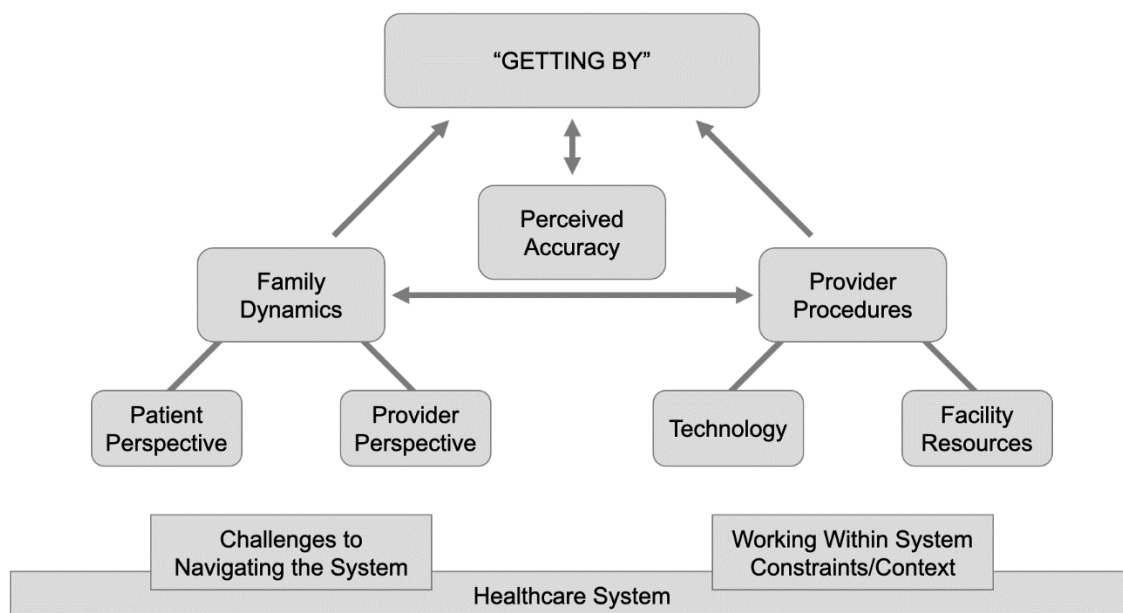 “GETTING BY”
Perceived
Accuracy
Family
Dynamics
Provider
Procedures
Patient
Perspective
Provider
Perspective
Technology
Facility
Resources
Challenges to
Navigating the System
Working Within System
Constraints/Context
Healthcare System